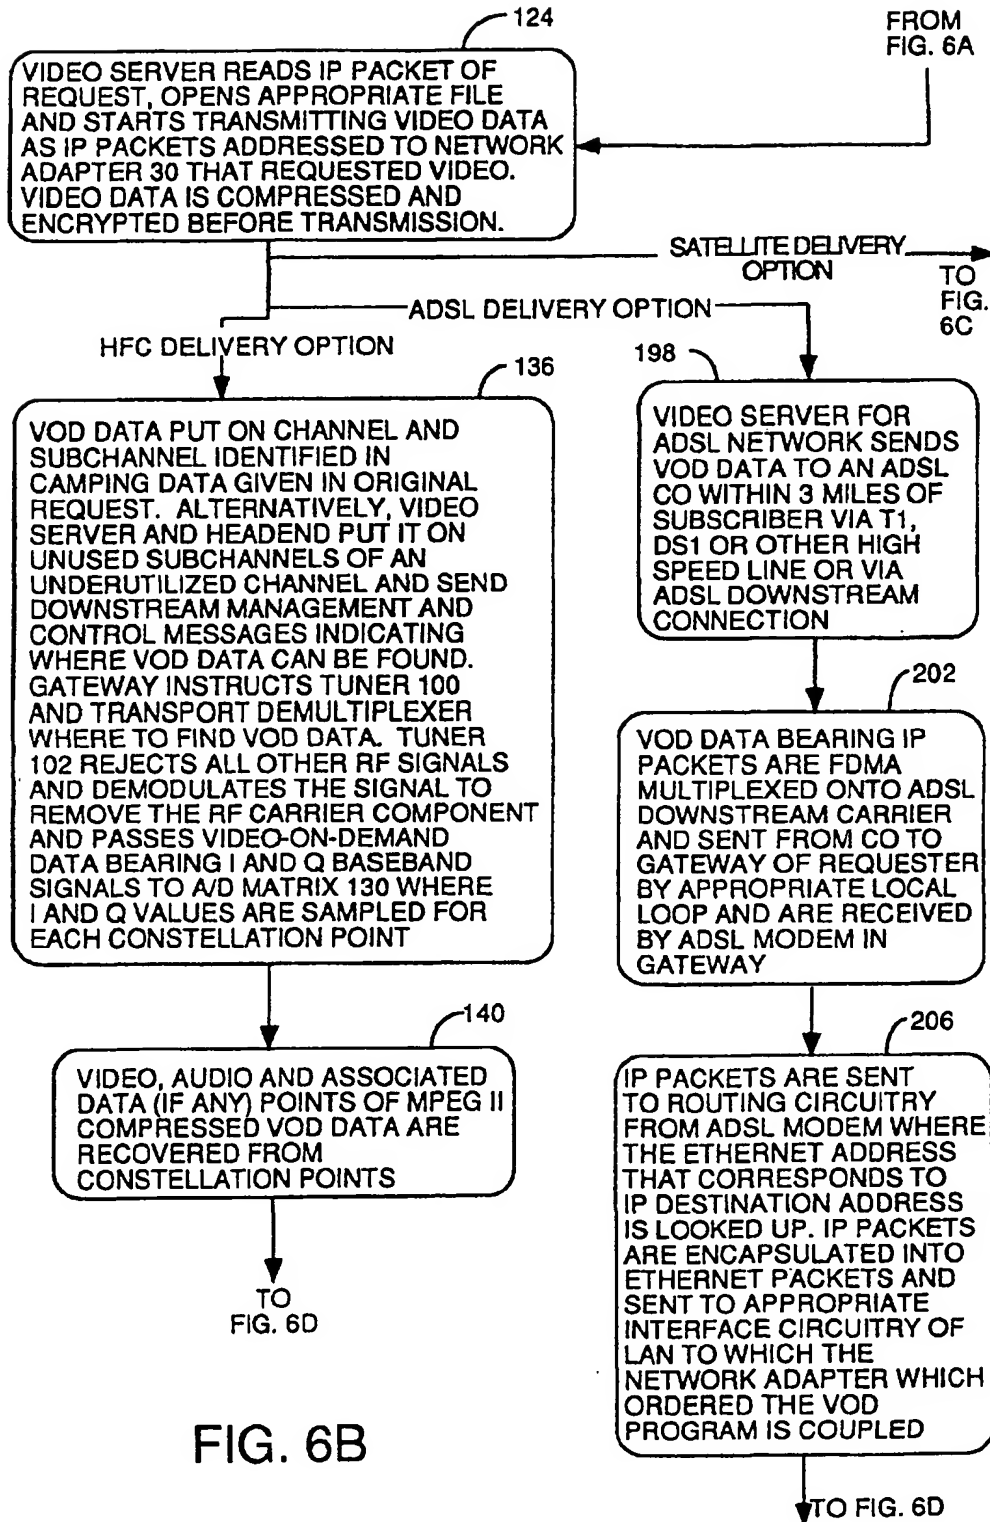 124
FROM
FIG. 6A
VIDEO SERVER READS IP PACKET OF
REQUEST, OPENS APPROPRIATE FILE
AND STARTS TRANSMITTING VIDEO DATA
AS IP PACKETS ADDRESSED TO NETWORK
ADAPTER 30 THAT REQUESTED VIDEO.
VIDEO DATA IS COMPRESSED AND
ENCRYPTED BEFORE TRANSMISSION.
SATELLITE DELIVERY
OPTION
TO
FIG.
6C
ADSL DELIVERY OPTION
HFC DELIVERY OPTION
136
VOD DATA PUT ON CHANNEL AND
SUBCHANNEL IDENTIFIED IN
CAMPING DATA GIVEN IN ORIGINAL
REQUEST. ALTERNATIVELY, VIDEO
SERVER AND HEADEND PUT IT ON
UNUSED SUBCHANNELS OF AN
UNDERUTILIZED CHANNEL AND SEND
DOWNSTREAM MANAGEMENT AND
CONTROL MESSAGES INDICATING
WHERE VOD DATA CAN BE FOUND.
GATEWAY INSTRUCTS TUNER 100
AND TRANSPORT DEMULTIPLEXER
WHERE TO FIND VOD DATA. TUNER
102 REJECTS ALL OTHER RF SIGNALS
AND DEMODULATES THE SIGNAL TO
REMOVE THE RF CARRIER COMPONENT
AND PASSES VIDEO-ON-DEMAND
DATA BEARING I AND Q BASEBAND
SIGNALS TO A/D MATRIX 130 WHERE
I AND Q VALUES ARE SAMPLED FOR
EACH CONSTELLATION POINT
140
VIDEO, AUDIO AND ASSOCIATED
DATA (IF ANY) POINTS OF MPEG II
COMPRESSED VOD DATA ARE
RECOVERED FROM
CONSTELLATION POINTS
TO
FIG. 6D
198
VIDEO SERVER FOR
ADSL NETWORK SENDS
VOD DATA TO AN ADSL
CO WITHIN 3 MILES OF
SUBSCRIBER VIA T1,
DS1 OR OTHER HIGH
SPEED LINE OR VIA
ADSL DOWNSTREAM
CONNECTION
202
VOD DATA BEARING IP
PACKETS ARE FDMA
MULTIPLEXED ONTO ADSL
DOWNSTREAM CARRIER
AND SENT FROM CO TO
GATEWAY OF REQUESTER
BY APPROPRIATE LOCAL
LOOP AND ARE RECEIVED
BY ADSL MODEM IN
GATEWAY
206
IP PACKETS ARE SENT
TO ROUTING CIRCUITRY
FROM ADSL MODEM WHERE
THE ETHERNET ADDRESS
THAT CORRESPONDS TO
IP DESTINATION ADDRESS
IS LOOKED UP. IP PACKETS
ARE ENCAPSULATED INTO
ETHERNET PACKETS AND
SENT TO APPROPRIATE
INTERFACE CIRCUITRY OF
LAN TO WHICH THE
NETWORK ADAPTER WHICH
ORDERED THE VOD
PROGRAM IS COUPLED
TO FIG. 6D
FIG. 6B